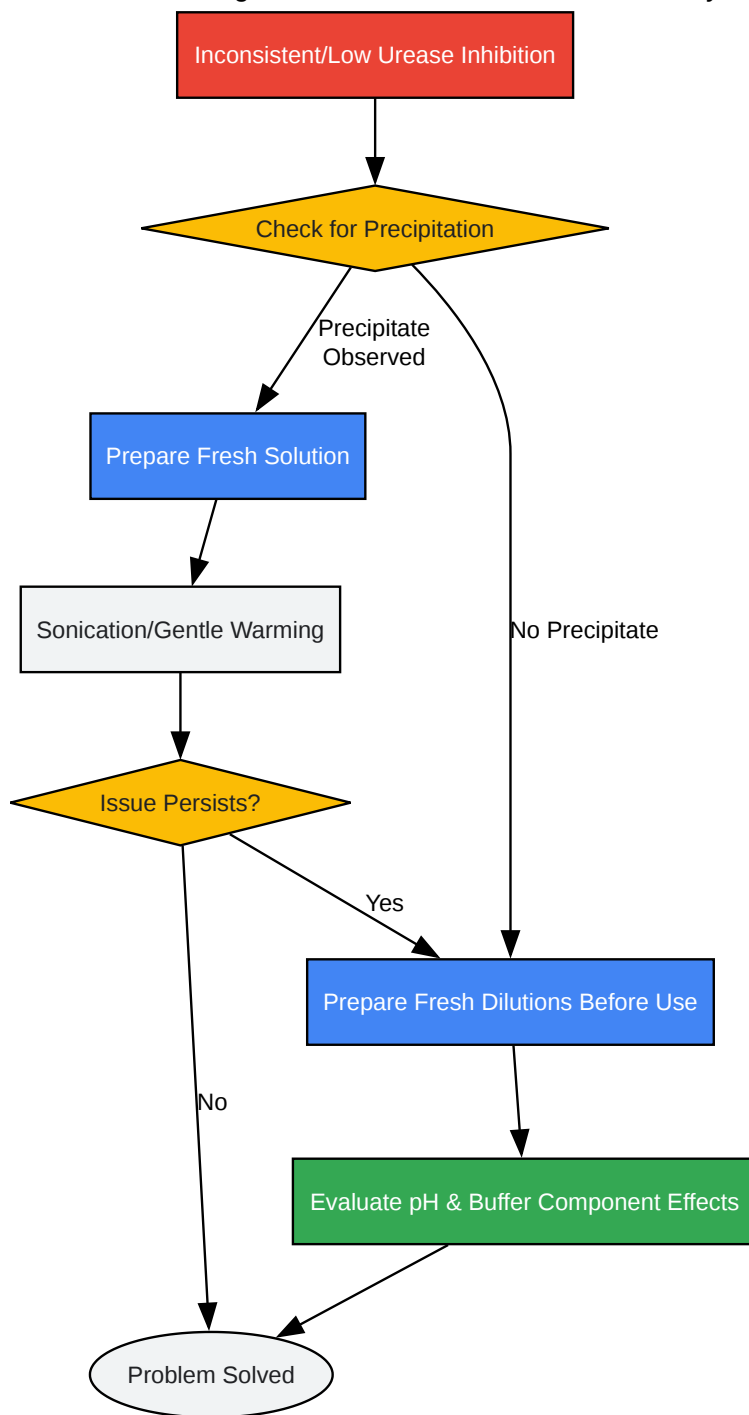 Inconsistent/Low Urease Inhibition
Check for Precipitation
Precipitate
Observed
Prepare Fresh Solution
Sonication/Gentle Warming
No Precipitate
Issue Persists?
Yes
Prepare Fresh Dilutions Before Use
No
Evaluate pH & Buffer Component Effects
Problem Solved